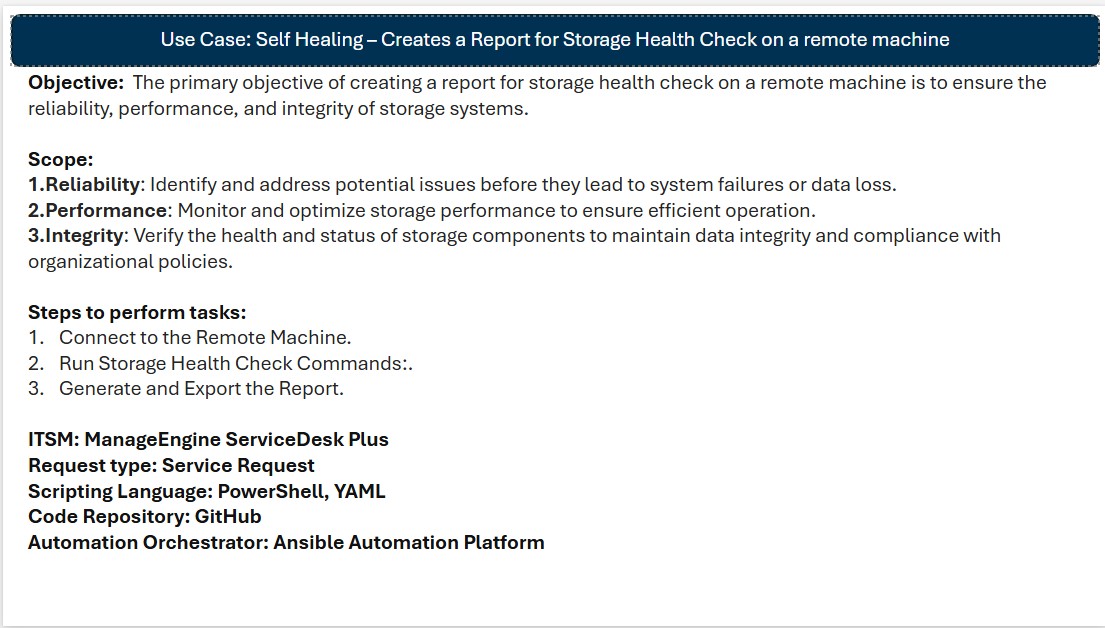 Use Case: Self Healing – Creates a Report for Storage Health Check on a remote machine
Objective: The primary objective of creating a report for storage health check on a remote machine is to ensure the
reliability, performance, and integrity of storage systems.
Scope:
1.Reliability: Identify and address potential issues before they lead to system failures or data loss.
2.Performance: Monitor and optimize storage performance to ensure efficient operation.
3.Integrity: Verify the health and status of storage components to maintain data integrity and compliance with
organizational policies.
Steps to perform tasks:
1. Connect to the Remote Machine.
2. Run Storage Health Check Commands:.
3. Generate and Export the Report.
ITSM: ManageEngine ServiceDesk Plus
Request type: Service Request
Scripting Language: PowerShell, YAML
Code Repository: GitHub
Automation Orchestrator: Ansible Automation Platform